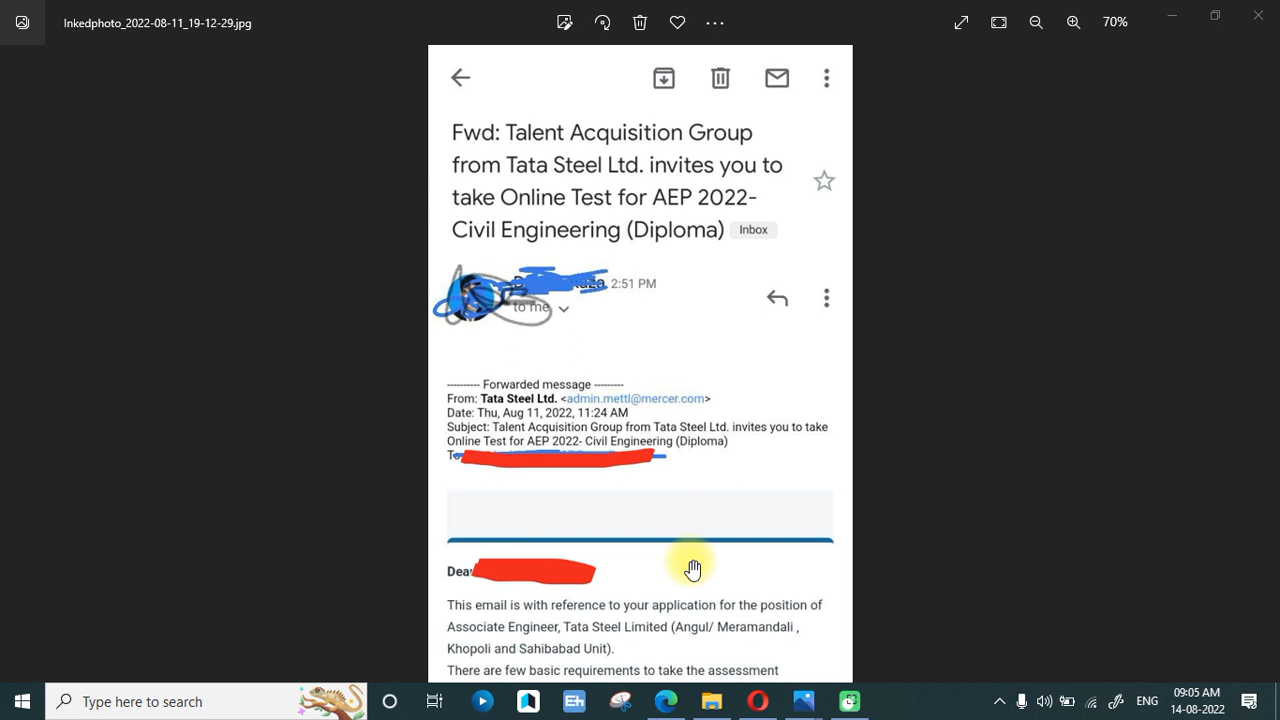 Inkedphoto_2022-08-11_19-12-29.jpg
70%
Fwd: Talent Acquisition Group
from Tata Steel Ltd. invites you to
take Online Test for AEP 2022-
Civil Engineering (Diploma) Inbox
2:51 PM
to me
---------- Forwarded message ---------
From: Tata Steel Ltd. <admin.mettl@mercer.com>
Date: Thu, Aug 11, 2022, 11:24 AM
Subject: Talent Acquisition Group from Tata Steel Ltd. invites you to take
Online Test for AEP 2022- Civil Engineering (Diploma)
Dear
This email is with reference to your application for the position of
Associate Engineer, Tata Steel Limited (Angul/ Meramandali ,
Khopoli and Sahibabad Unit).
There are few basic requirements to take the assessment
Type here to search
ENG
09:05 AM
14-08-2022